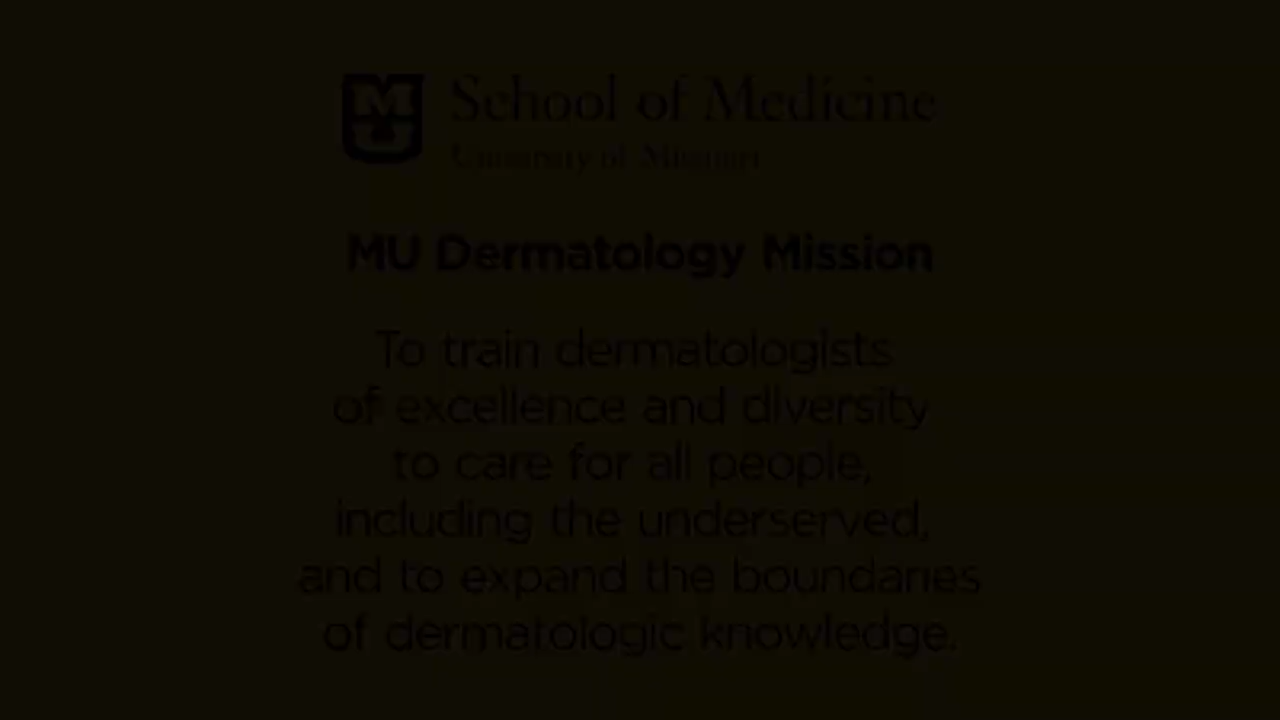 MU School of Medicine
University of Missouri
MU Dermatology Mission
To train dermatologists
of excellence and diversity
to care for all people,
including the underserved,
and to expand the boundaries
of dermatologic knowledge.